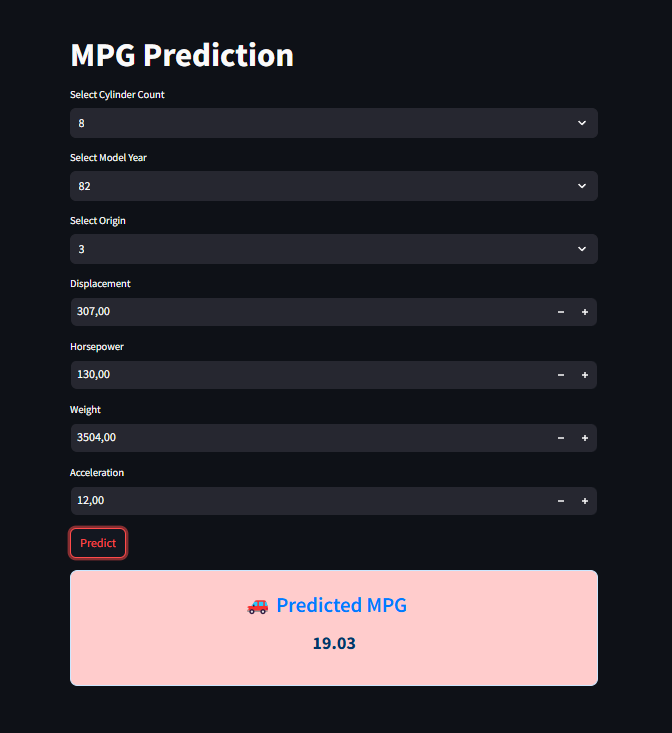 MPG Prediction
Select Cylinder Count
8
Select Model Year
82
Select Origin
3
Displacement
307,00
Horsepower
130,00
Weight
3504,00
Acceleration
12,00
Predict
🚗 Predicted MPG
19.03